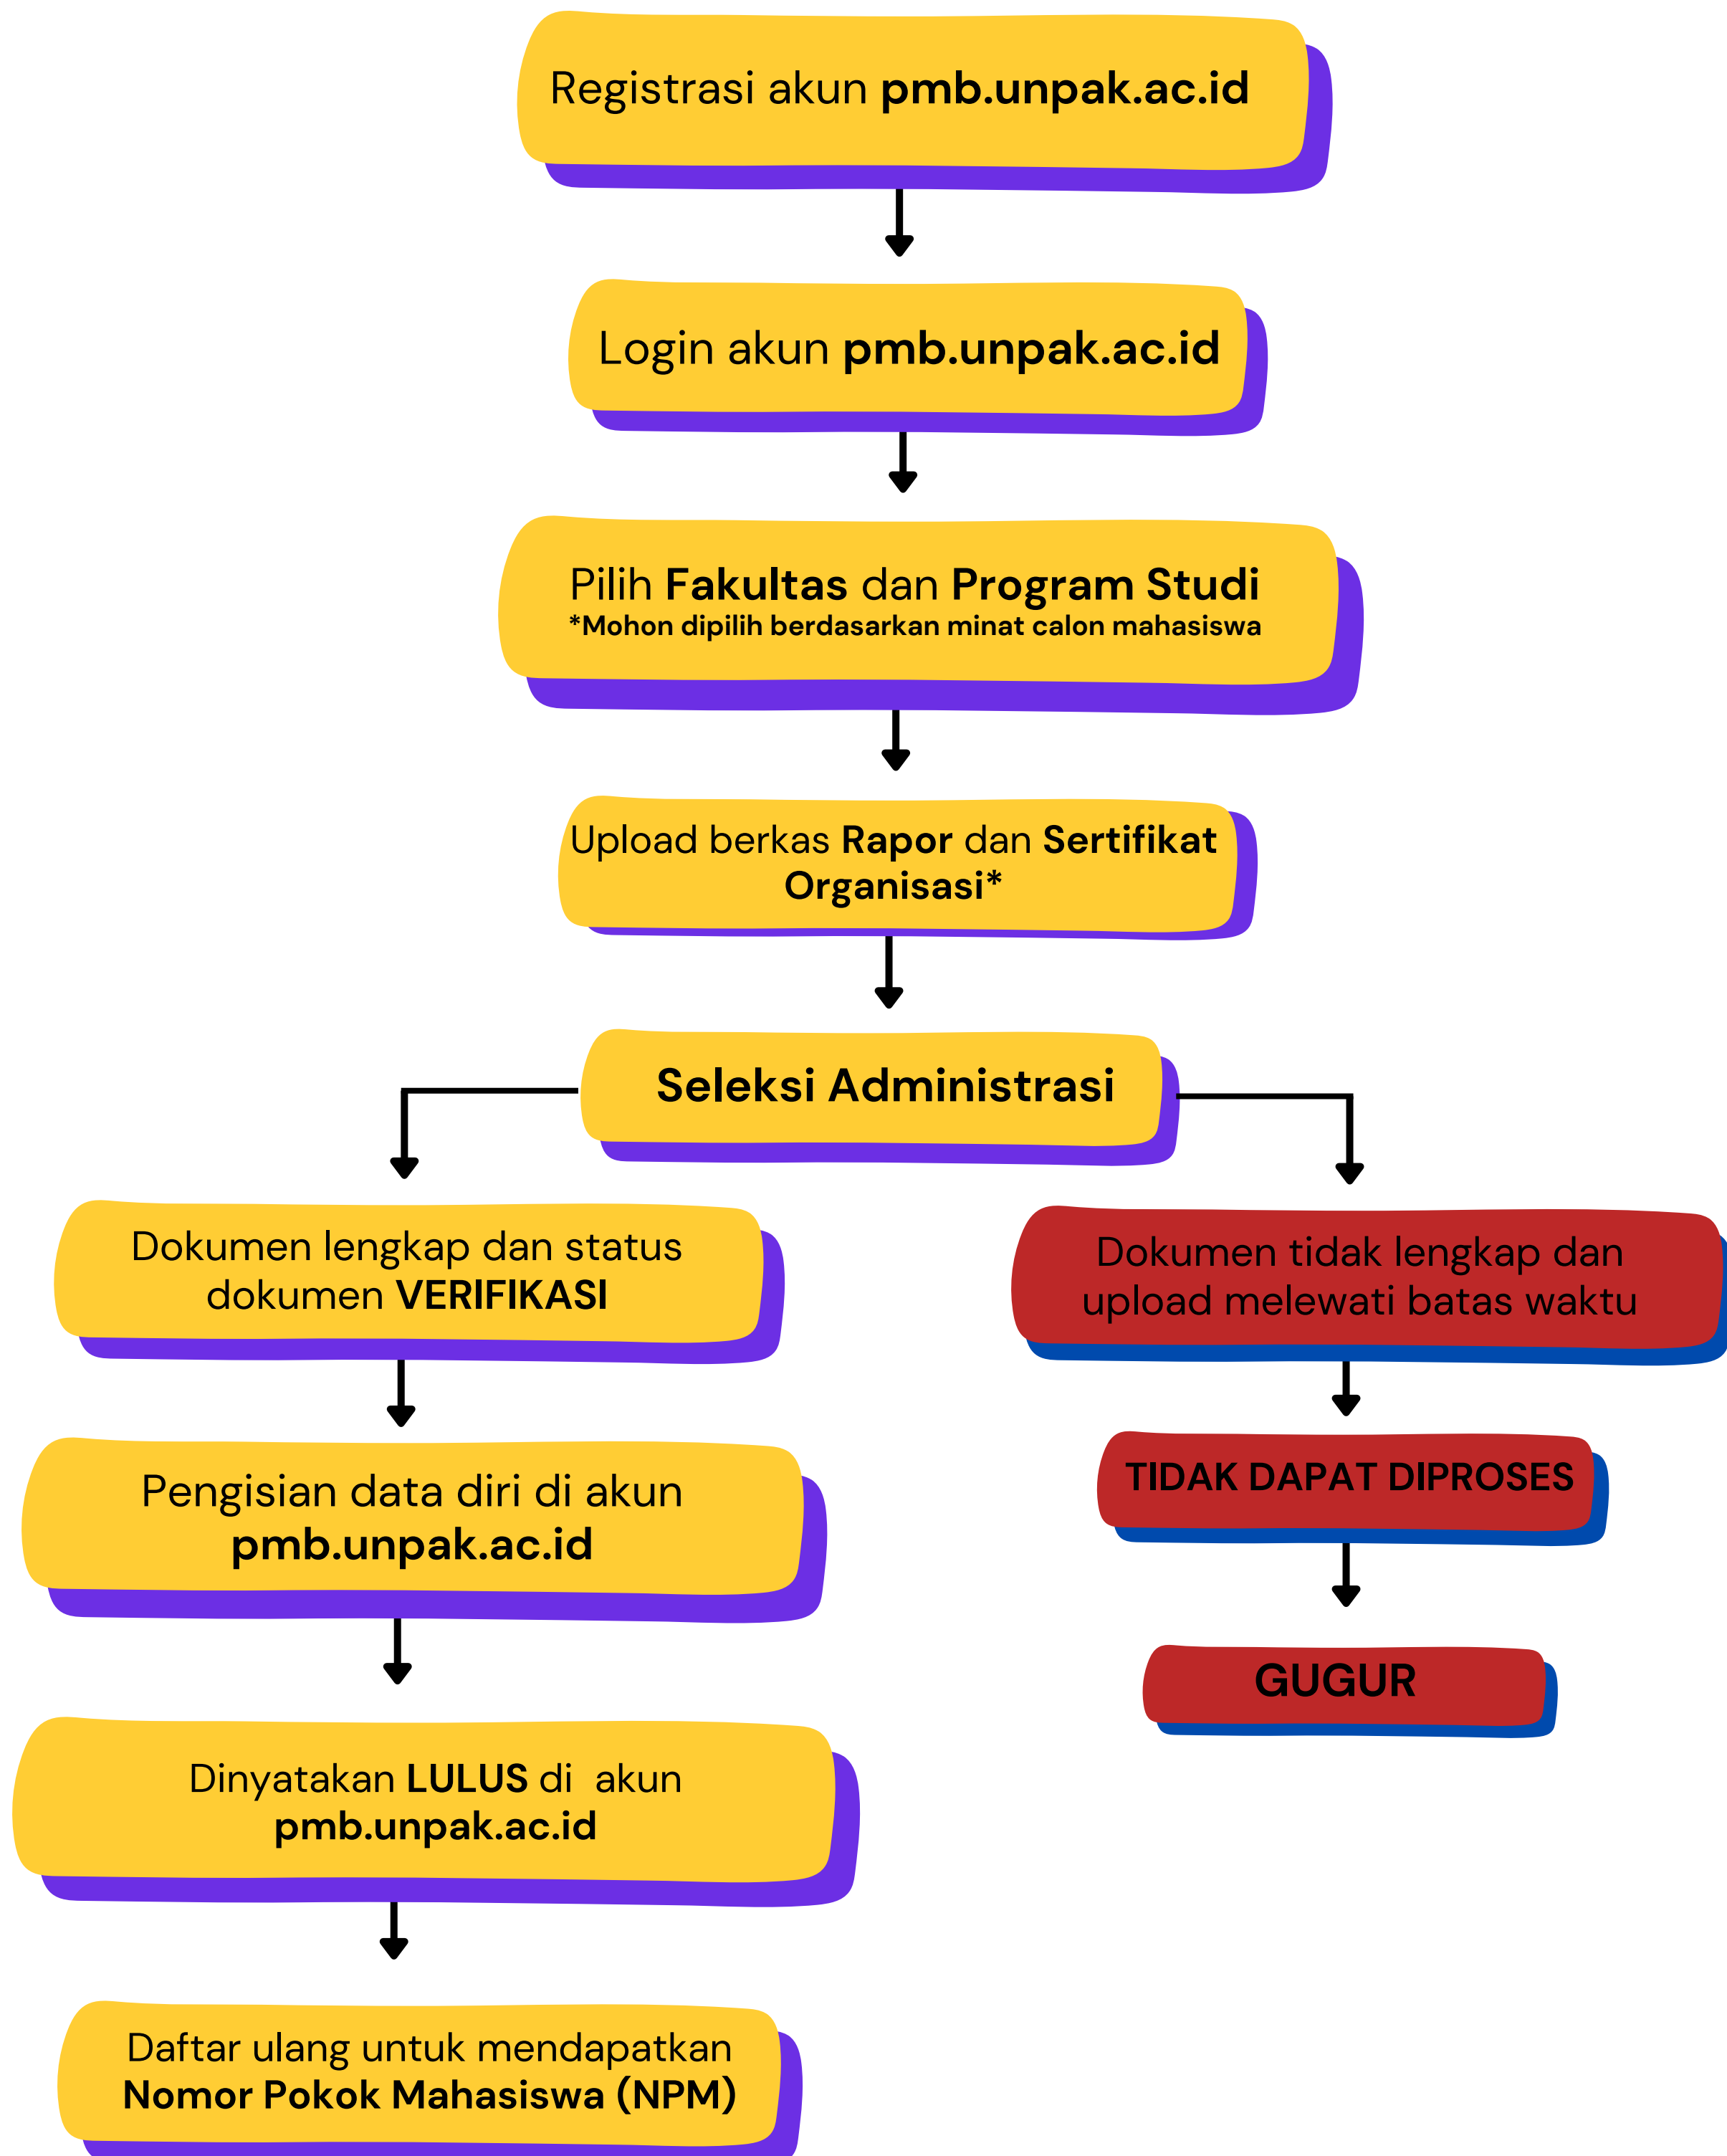 Registrasi akun pmb.unpak.ac.id
Login akun pmb.unpak.ac.id
Pilih Fakultas dan Program Studi
*Mohon dipilih berdasarkan minat calon mahasiswa
Upload berkas Rapor dan Sertifikat
Organisasi*
Seleksi Administrasi
Dokumen lengkap dan status
dokumen VERIFIKASI
Pengisian data diri di akun
pmb.unpak.ac.id
Dinyatakan LULUS di akun
pmb.unpak.ac.id
Daftar ulang untuk mendapatkan
Nomor Pokok Mahasiswa (NPM)
Dokumen tidak lengkap dan
upload melewati batas waktu
TIDAK DAPAT DIPROSES
GUGUR